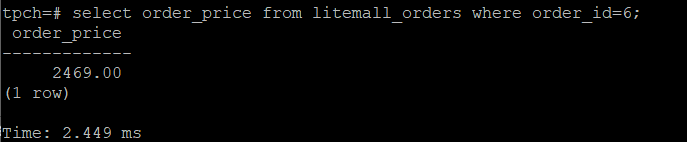 tpch=# select order_price from litemall_orders where order_id=6;
order_price
-------------
2469.00
(1 row)
Time: 2.449 ms